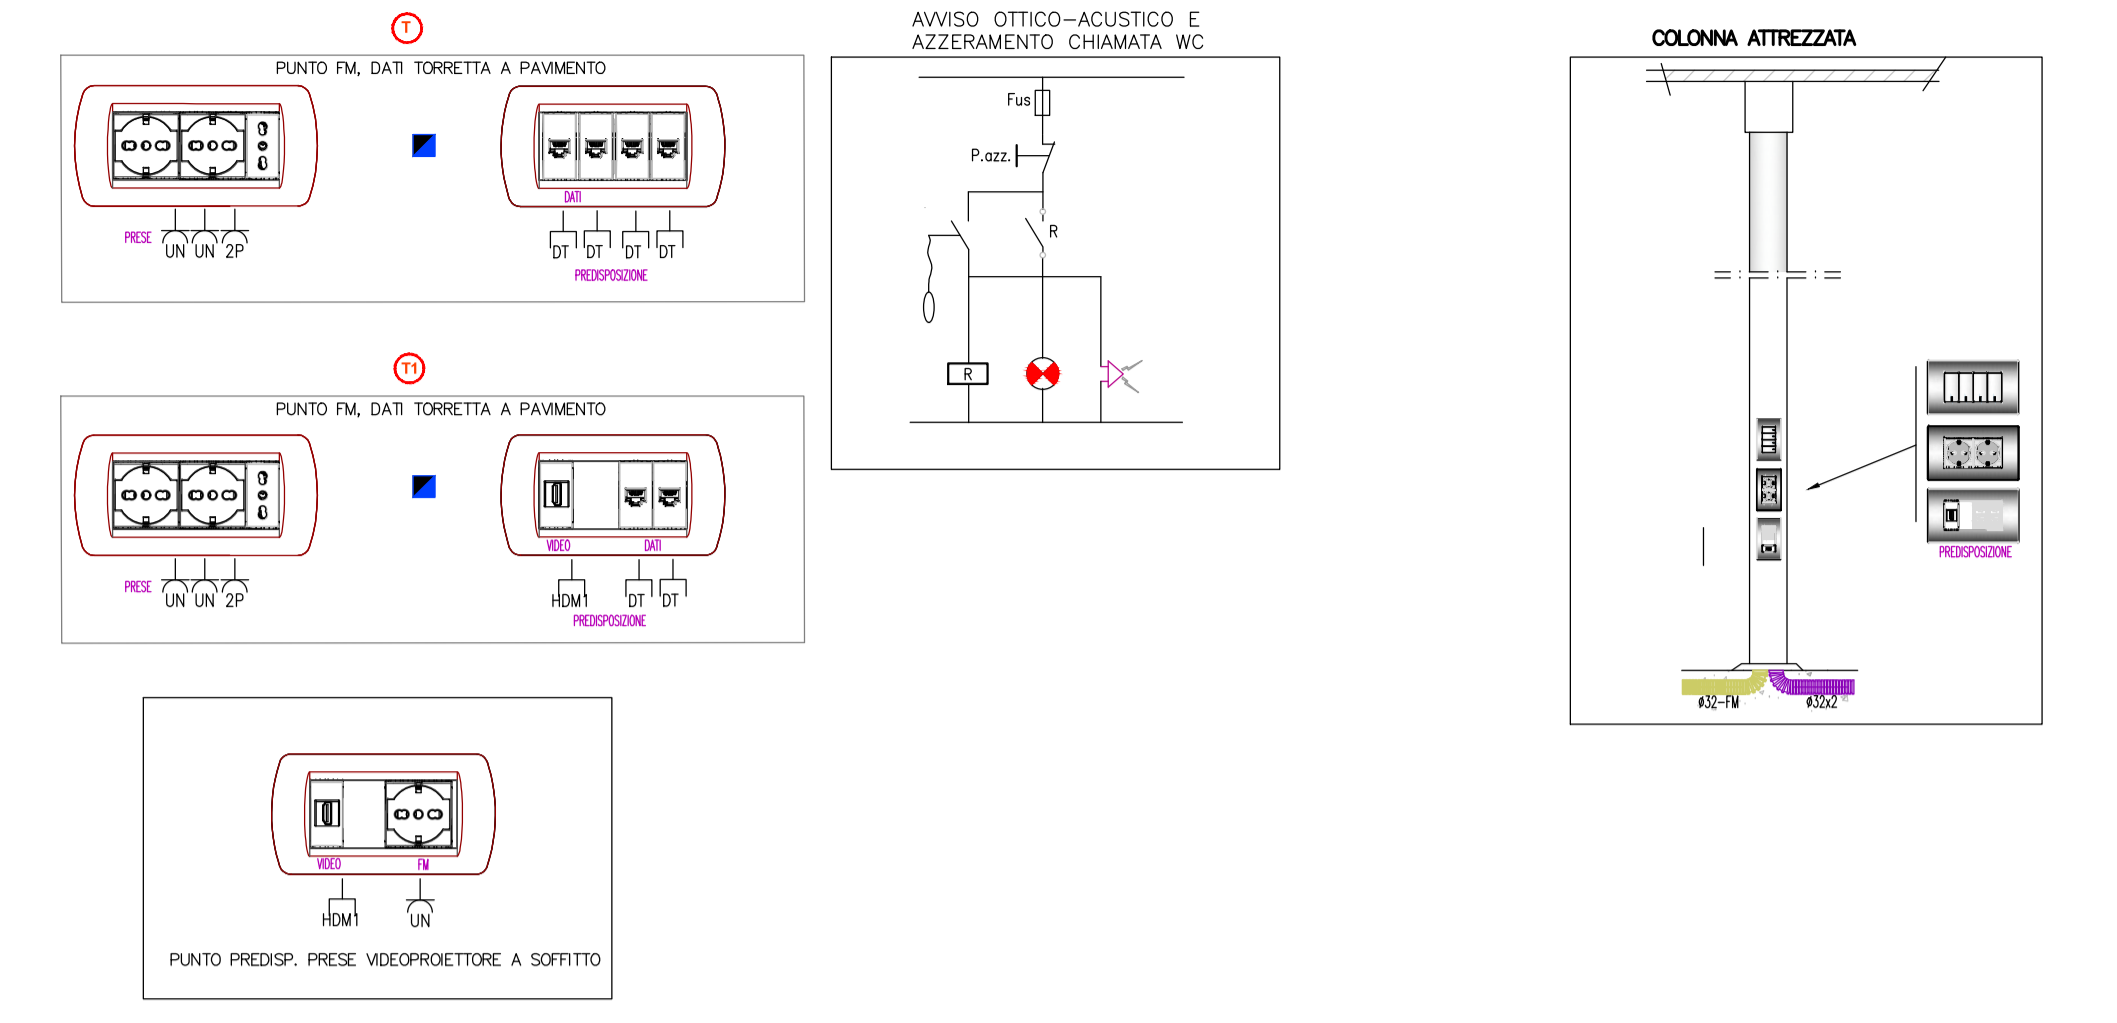 T
PUNTO FM, DATI TORRETTA A PAVIMENTO
DATI
PRESE
UN UN 2P
DT DT DT DT
PREDISPOSIZIONE
T1
PUNTO FM, DATI TORRETTA A PAVIMENTO
VIDEO DATI
PRESE
UN UN 2P
HDM1 DT DT
PREDISPOSIZIONE
VIDEO FM
HDM1 UN
PUNTO PREDISP. PRESE VIDEOPROIETTORE A SOFFITTO
AVVISO OTTICO-ACUSTICO E
AZZERAMENTO CHIAMATA WC
Fus
P.azz.
R
R
COLONNA ATTREZZATA
PREDISPOSIZIONE
ø32-FM ø32x2